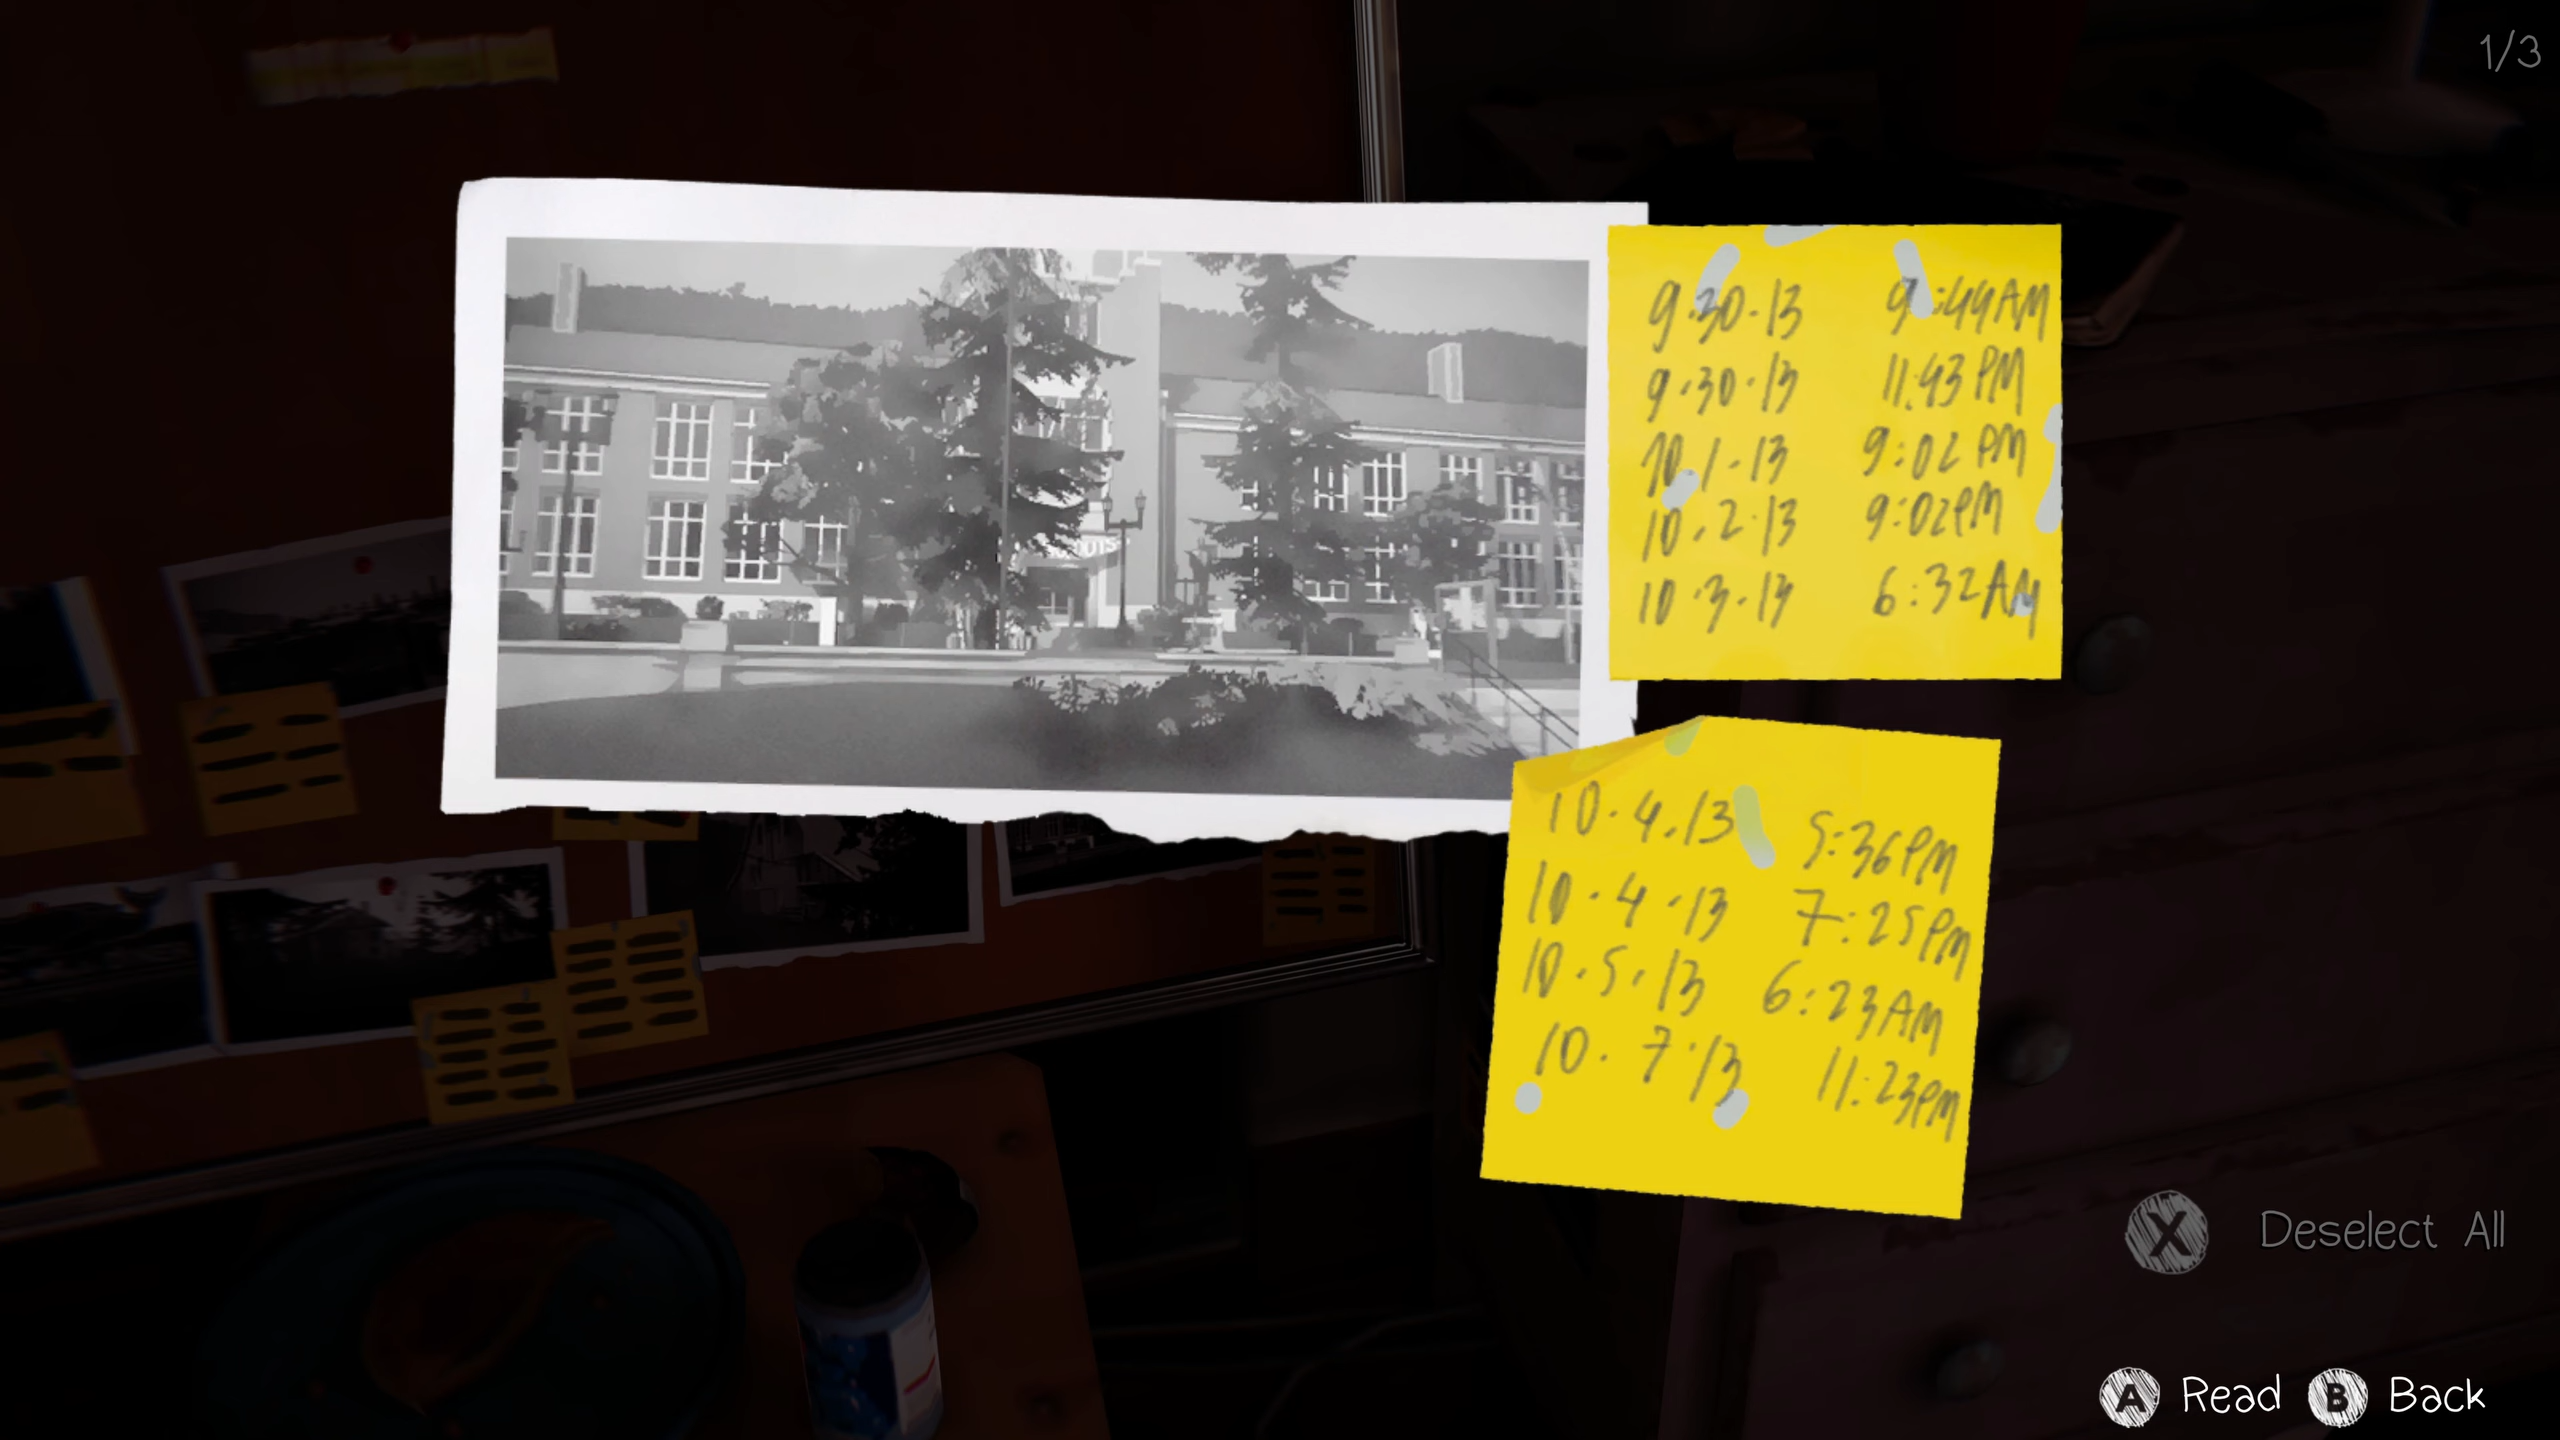 1/3
9.30.13 9:44AM
9.30.13 11:43PM
10.1.13 9:02PM
10.2.13 9:02PM
10.3.13 6:32AM
10.4.13 5:36PM
10.4.13 7:25PM
10.5.13 6:23AM
10.7.13 11:23PM
X Deselect All
A Read B Back